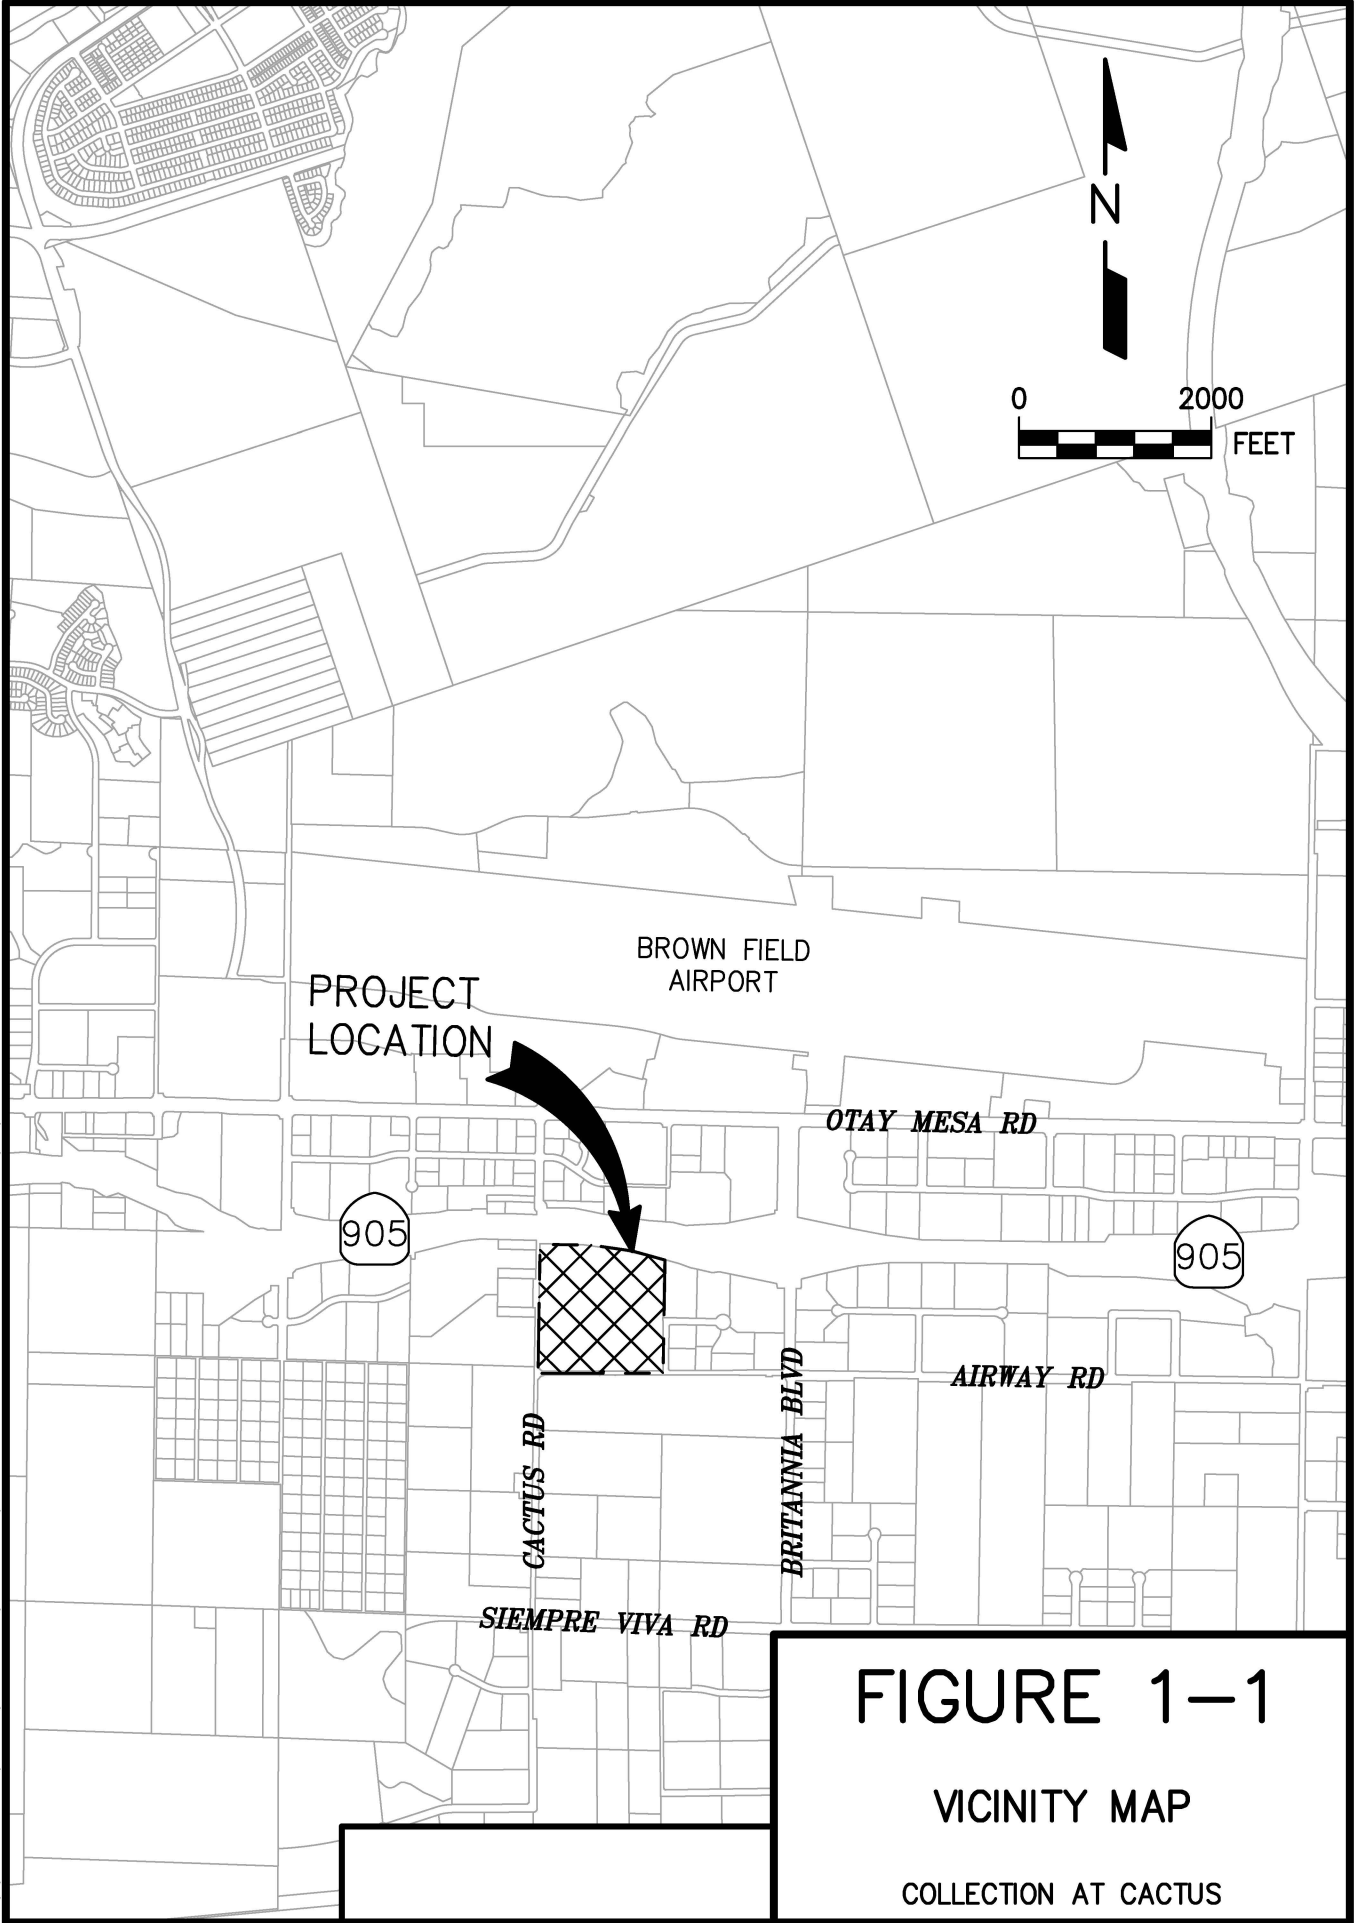 N
0 2000
FEET
BROWN FIELD
AIRPORT
PROJECT
LOCATION
OTAY MESA RD
905
905
AIRWAY RD
BRITANNIA BLVD
CACTUS RD
SIEMPRE VIVA RD
FIGURE 1-1
VICINITY MAP
COLLECTION AT CACTUS